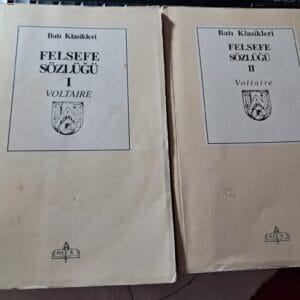 Batı Klasikleri
FELSEFE
SÖZLÜĞÜ
I
VOLTAIRE
Batı Klasikleri
FELSEFE
SÖZLÜĞÜ
II
Voltaire